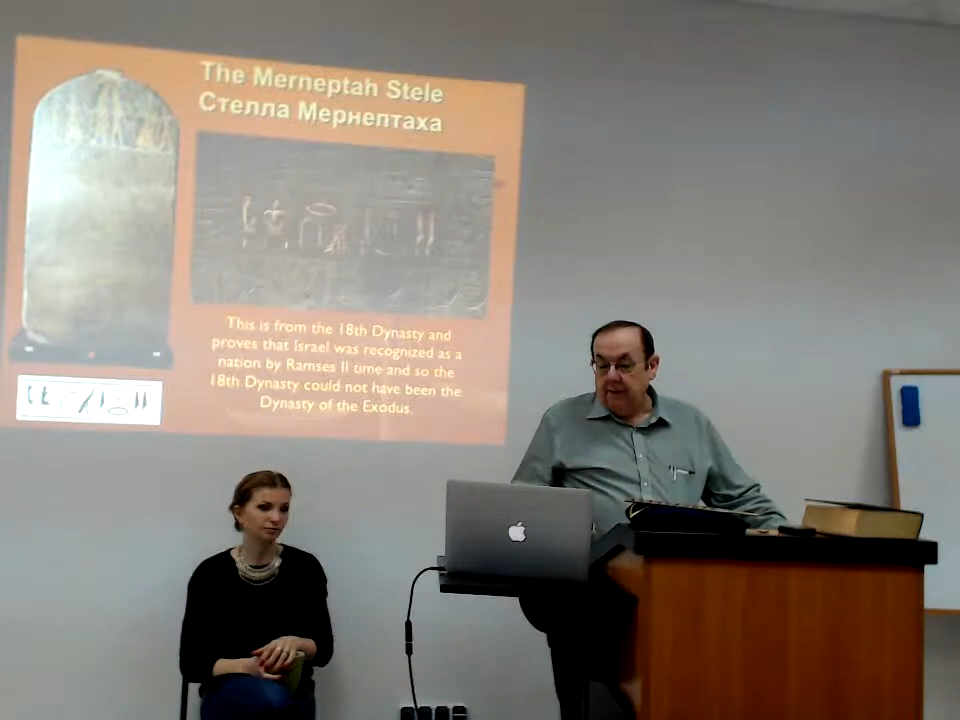 The Merneptah Stele
Стелла Мернептаха
This is from the 18th Dynasty and
proves that Israel was recognized as a
nation by Ramses II time and so the
18th Dynasty could not have been the
Dynasty of the Exodus.